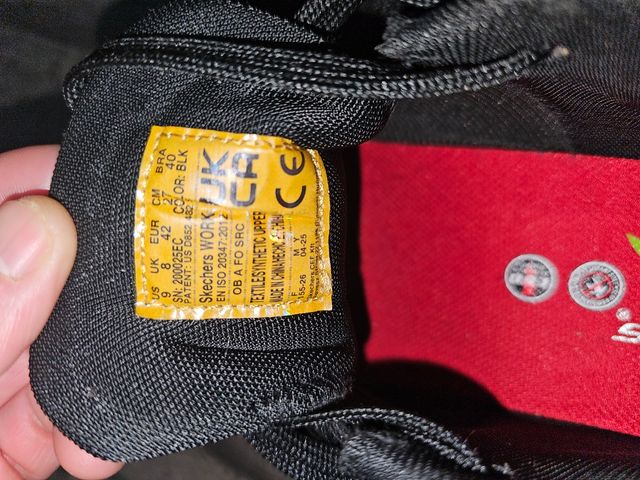 US UK EUR CM BRA
9 8 42 27 40
SN: 200025EC COLOR: BLK
PATENT: US D652
Skechers WORK
EN ISO 20347:2012
OB A FO SRC
UK
CA
CE
TEXTILE/SYNTHETIC UPPER
MADE IN CHINA
F M Y
04-25